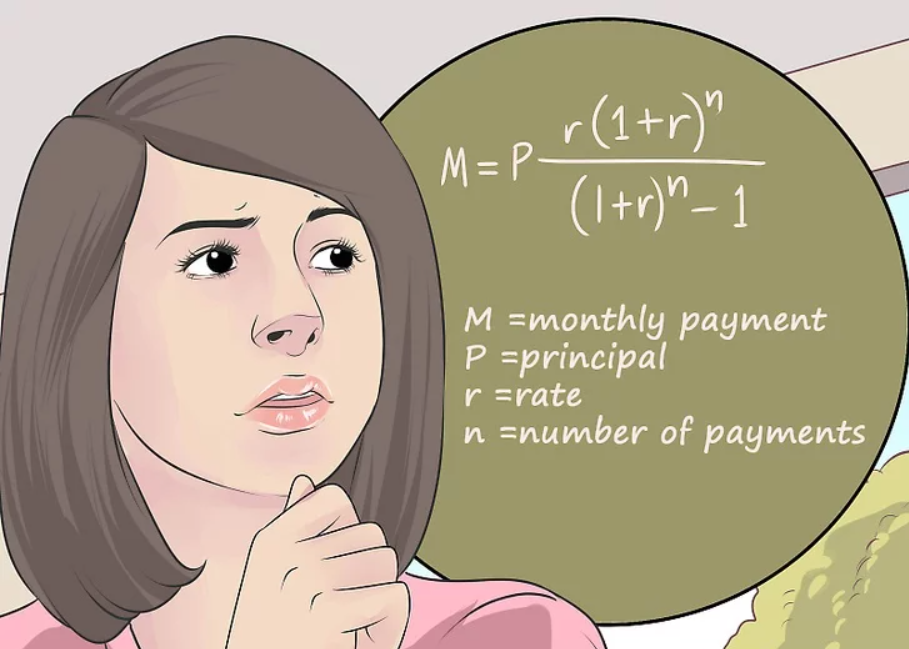 M = P r(1+r)^n / (1+r)^n - 1
M =monthly payment
P =principal
r =rate
n =number of payments